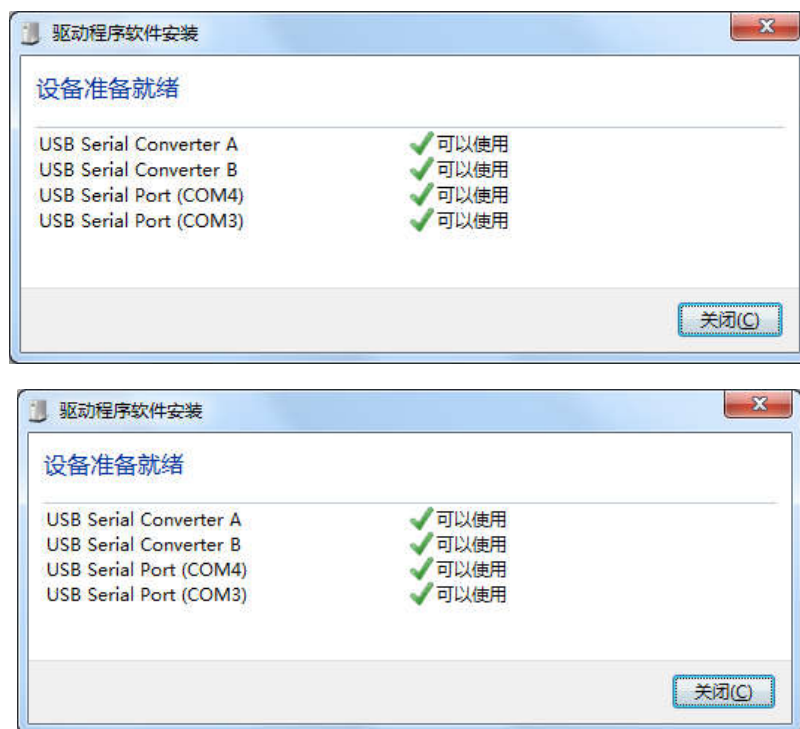 驱动程序软件安装
设备准备就绪
USB Serial Converter A 可以使用
USB Serial Converter B 可以使用
USB Serial Port (COM4) 可以使用
USB Serial Port (COM3) 可以使用
关闭(C)
驱动程序软件安装
设备准备就绪
USB Serial Converter A 可以使用
USB Serial Converter B 可以使用
USB Serial Port (COM4) 可以使用
USB Serial Port (COM3) 可以使用
关闭(C)